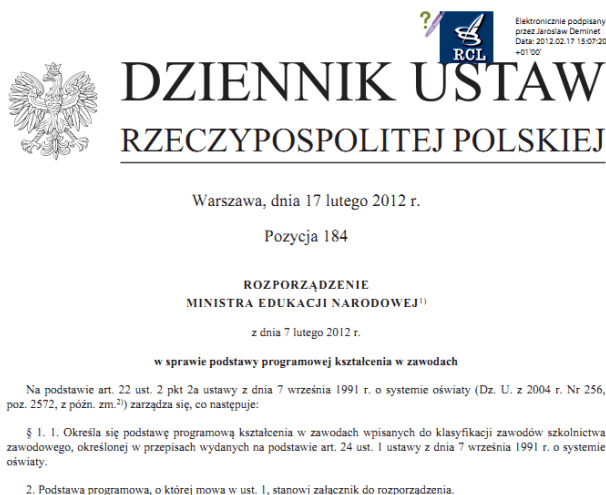 Elektronicznie podpisany
przez Jaroslaw Deminet
Data: 2012.02.17 15:07:20
+01'00'
RCL
DZIENNIK USTAW
RZECZYPOSPOLITEJ POLSKIEJ
Warszawa, dnia 17 lutego 2012 r.
Pozycja 184
ROZPORZĄDZENIE
MINISTRA EDUKACJI NARODOWEJ1)
z dnia 7 lutego 2012 r.
w sprawie podstawy programowej kształcenia w zawodach
Na podstawie art. 22 ust. 2 pkt 2a ustawy z dnia 7 września 1991 r. o systemie oświaty (Dz. U. z 2004 r. Nr 256,
poz. 2572, z późn. zm.2)) zarządza się, co następuje:
§ 1. 1. Określa się podstawę programową kształcenia w zawodach wpisanych do klasyfikacji zawodów szkolnictwa
zawodowego, określonej w przepisach wydanych na podstawie art. 24 ust. 1 ustawy z dnia 7 września 1991 r. o systemie
oświaty.
2. Podstawa programowa, o której mowa w ust. 1, stanowi załącznik do rozporządzenia.